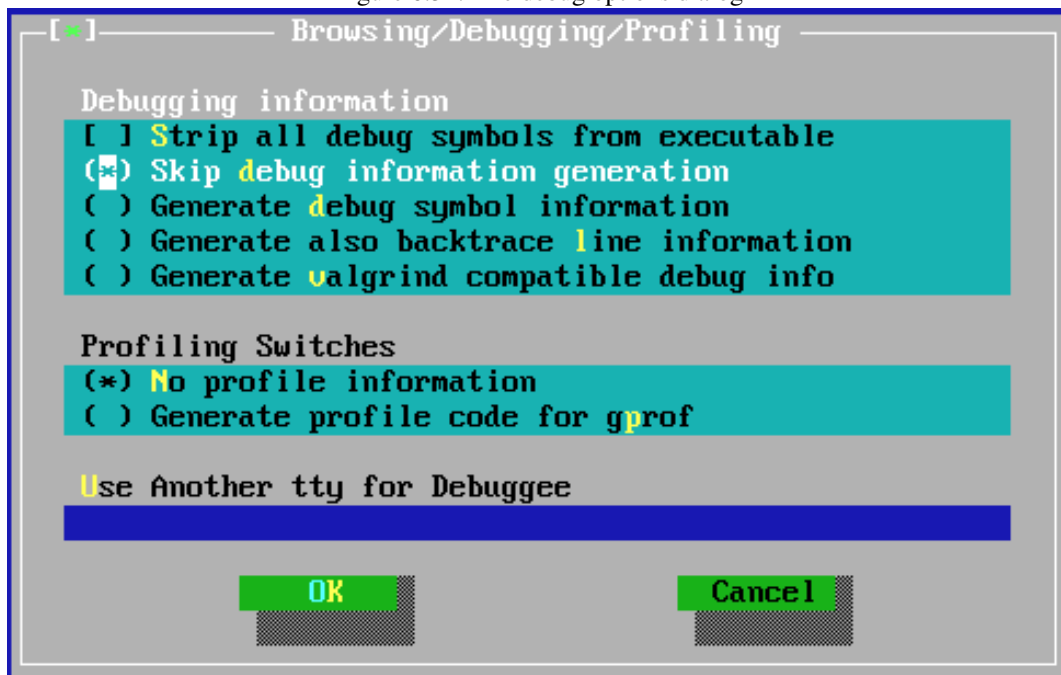 [*] Browsing/Debugging/Profiling
Debugging information
[ ] Strip all debug symbols from executable
(*) Skip debug information generation
( ) Generate debug symbol information
( ) Generate also backtrace line information
( ) Generate valgrind compatible debug info
Profiling Switches
(*) No profile information
( ) Generate profile code for gprof
Use Another tty for Debuggee
OK Cancel